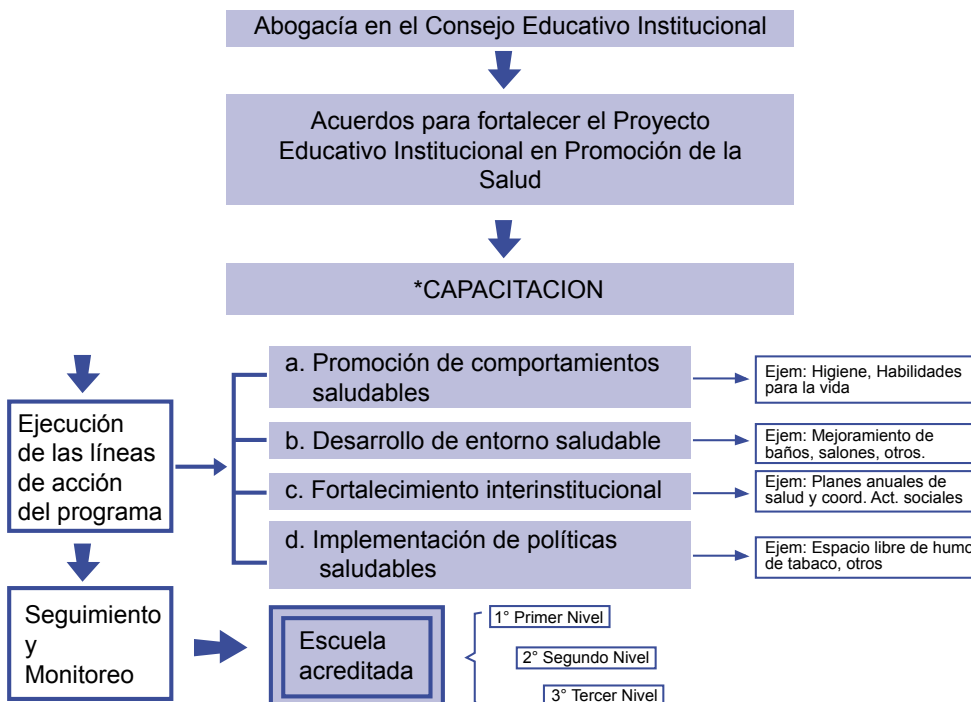 Abogacía en el Consejo Educativo Institucional
Acuerdos para fortalecer el Proyecto
Educativo Institucional en Promoción de la
Salud
*CAPACITACION
Ejecución
de las líneas
de acción
del programa
a. Promoción de comportamientos
saludables
Ejem: Higiene, Habilidades
para la vida
b. Desarrollo de entorno saludable
Ejem: Mejoramiento de
baños, salones, otros.
c. Fortalecimiento interinstitucional
Ejem: Planes anuales de
salud y coord. Act. sociales
d. Implementación de políticas
saludables
Ejem: Espacio libre de humo
de tabaco, otros
Seguimiento
y
Monitoreo
Escuela
acreditada
1° Primer Nivel
2° Segundo Nivel
3° Tercer Nivel